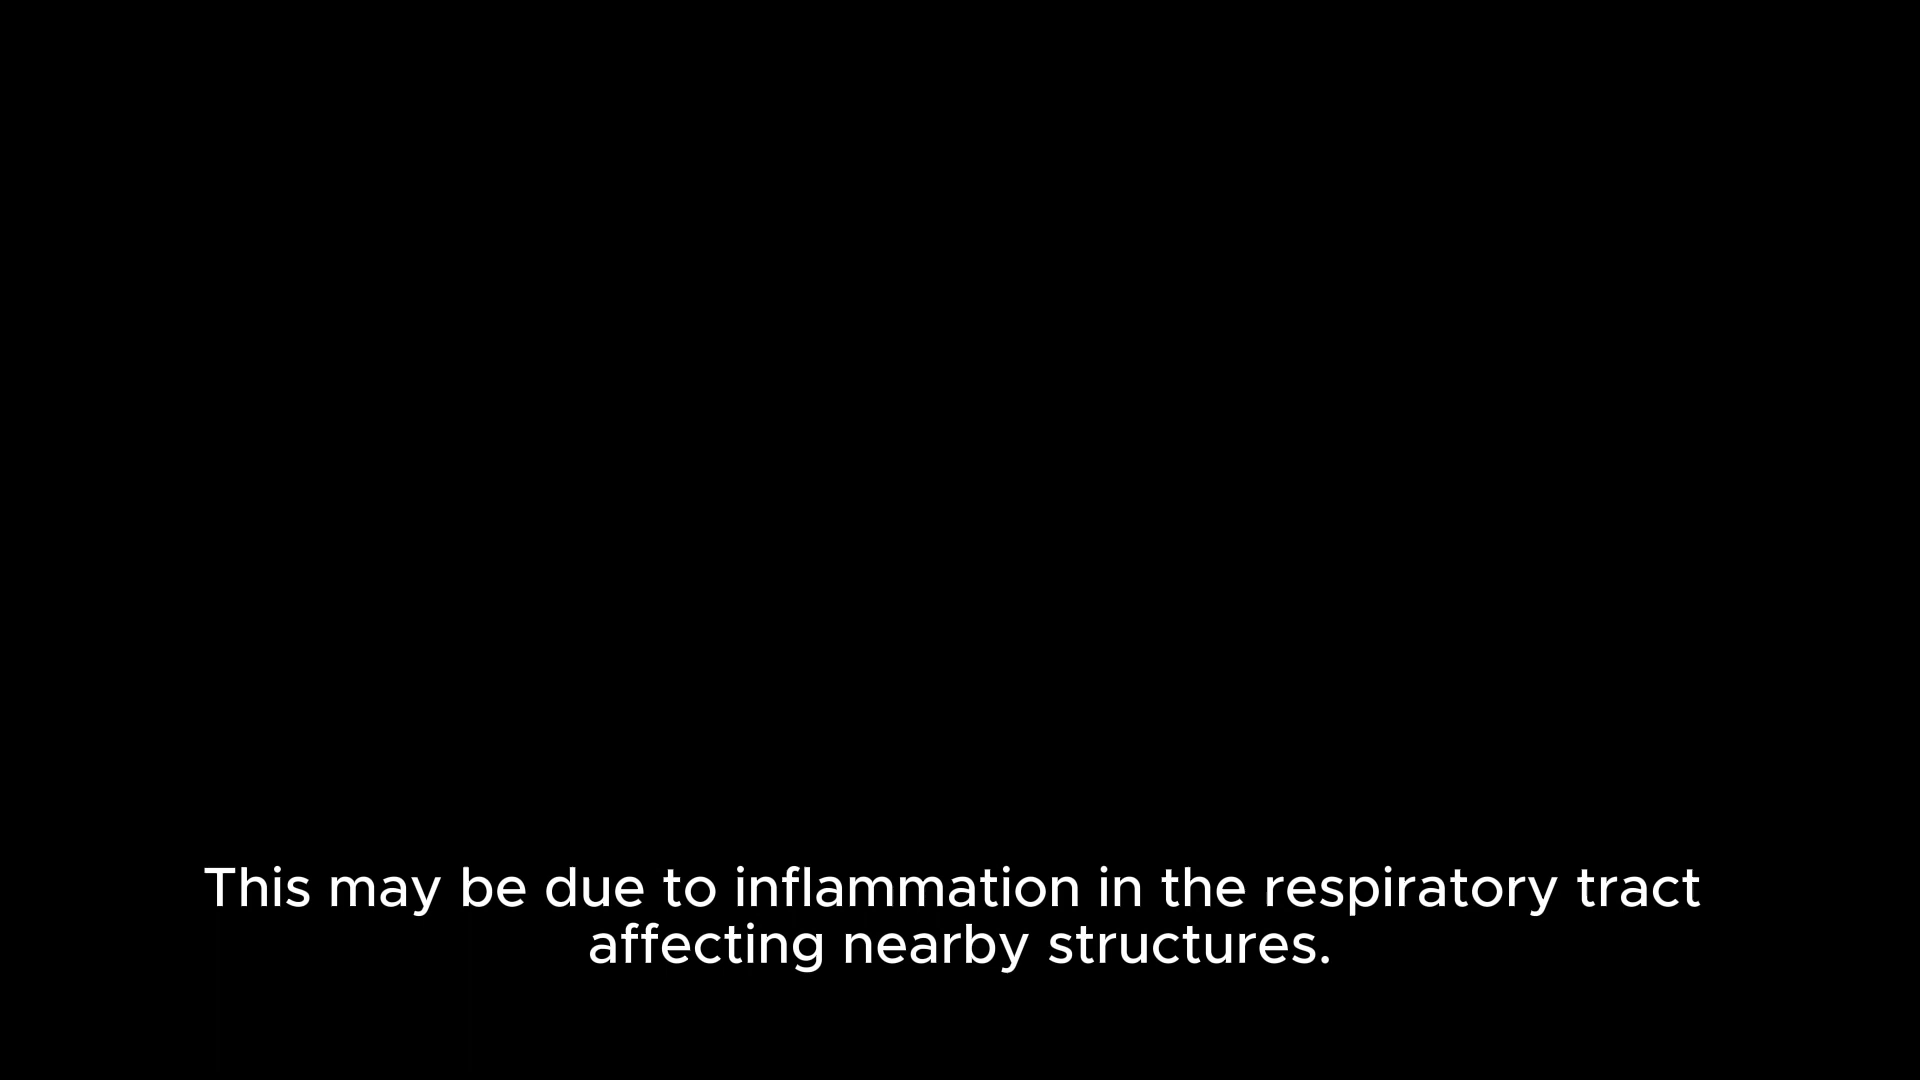 This may be due to inflammation in the respiratory tract
affecting nearby structures.